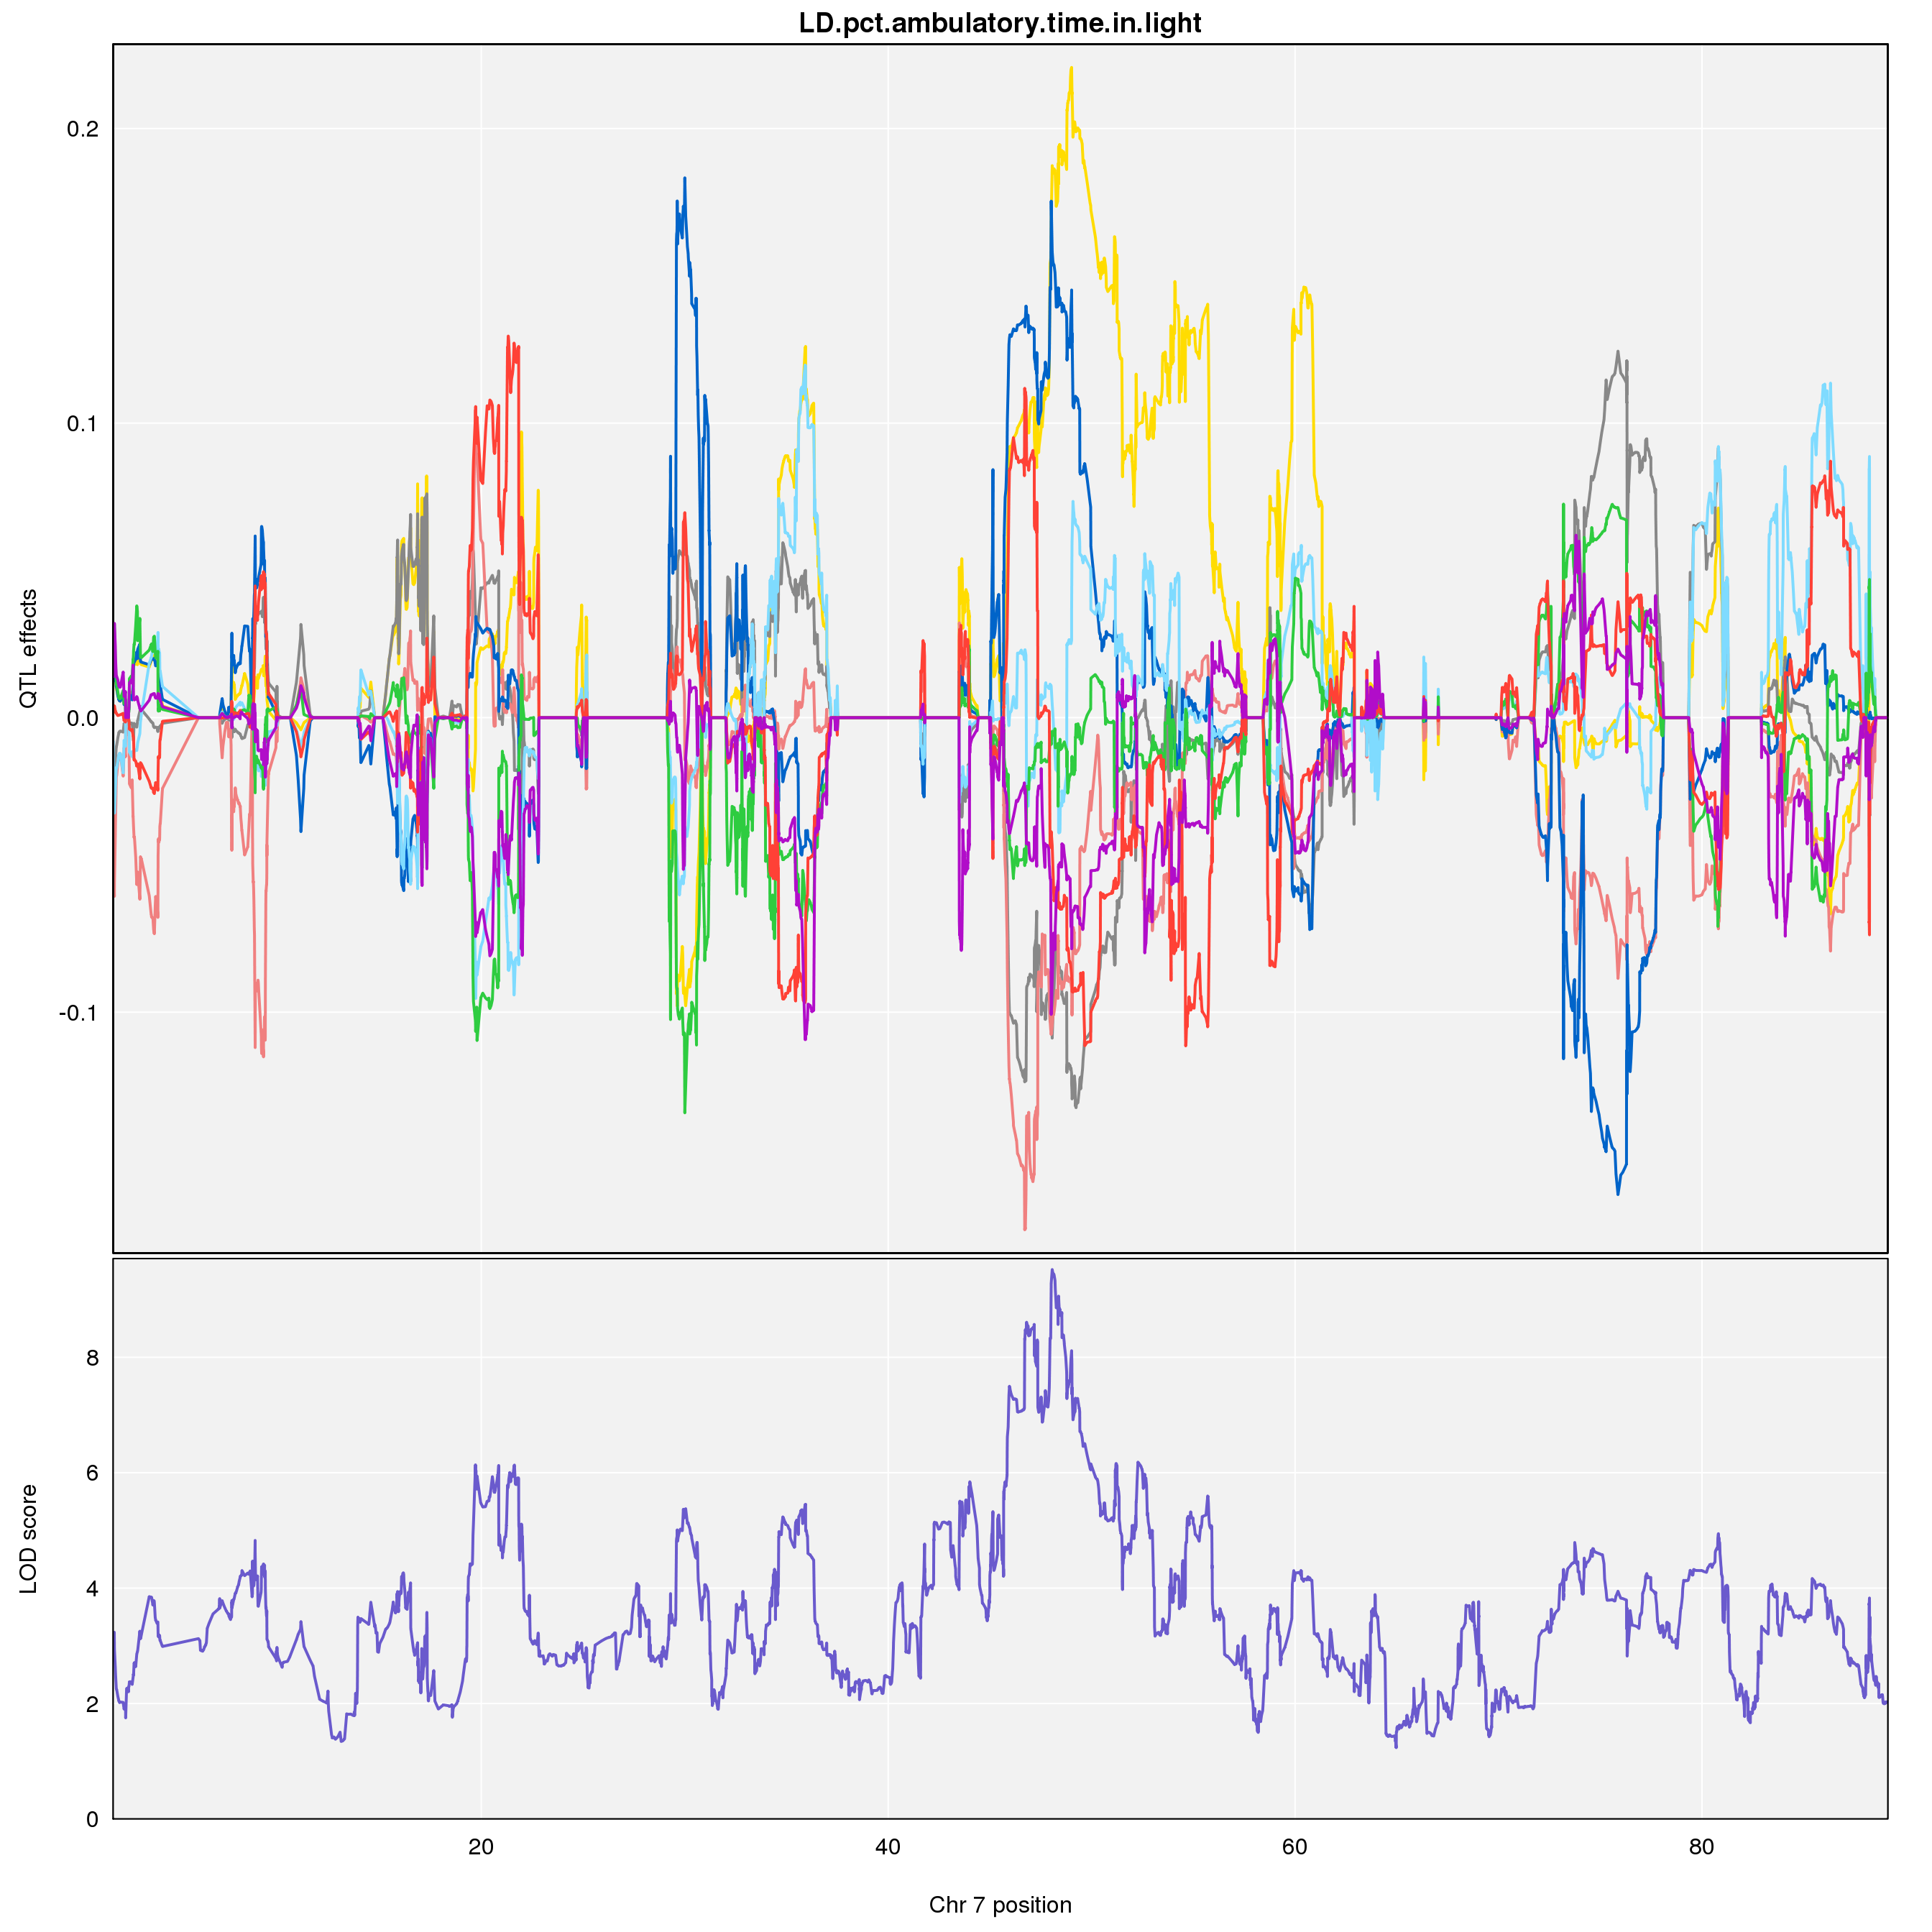 LD.pct.ambulatory.time.in.light
0.2
0.1
0.0
-0.1
QTL effects
8
6
4
2
0
LOD score
20 40 60 80
Chr 7 position